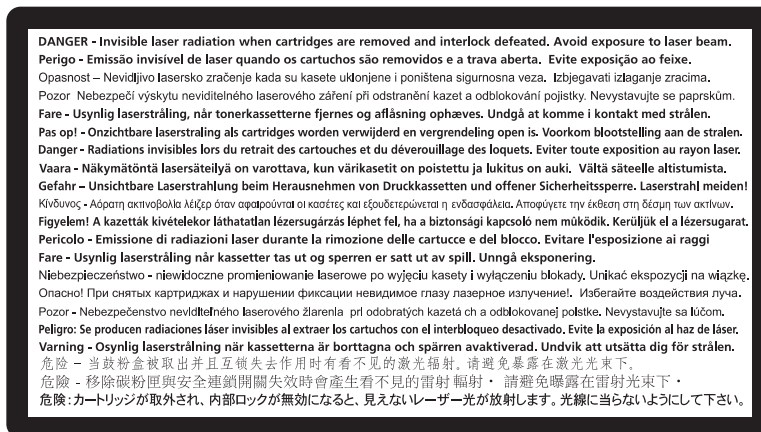 DANGER - Invisible laser radiation when cartridges are removed and interlock defeated. Avoid exposure to laser beam.
Perigo - Emissão invisível de laser quando os cartuchos são removidos e a trava aberta. Evite exposição ao feixe.
Opasnost – Nevidljivo lasersko zračenje kada su kasete uklonjene i poništena sigurnosna veza. Izbjegavati izlaganje zracima.
Pozor Nebezpečí výskytu neviditelného laserového záření při odstranění kazet a odblokování pojistky. Nevystavujte se paprskům.
Fare - Usynlig laserstråling, når tonerkassetterne fjernes og aflåsning ophæves. Undgå at komme i kontakt med strålen.
Pas op! - Onzichtbare laserstraling als cartridges worden verwijderd en vergrendeling open is. Voorkom blootstelling aan de stralen.
Danger - Radiations invisibles lors du retrait des cartouches et du déverouillage des loquets. Eviter toute exposition au rayon laser.
Vaara - Näkymätöntä lasersäteilyä on varottava, kun värikasetit on poistettu ja lukitus on auki. Vältä säteelle altistumista.
Gefahr – Unsichtbare Laserstrahlung beim Herausnehmen von Druckkassetten und offener Sicherheitssperre. Laserstrahl meiden!
Κίνδυνος - Αόρατη ακτινοβολία λέιζερ όταν αφαιρούνται οι κασέτες και εξουδετερώνεται η ενδασφάλεια. Αποφύγετε την έκθεση στη δέσμη των ακτίνων.
Figyelem! A kazetták kivételekor láthatatlan lézersugárzás léphet fel, ha a biztonsági kapcsoló nem mûködik. Kerüljük el a lézersugarat.
Pericolo - Emissione di radiazioni laser durante la rimozione delle cartucce e del blocco. Evitare l'esposizione ai raggi
Fare - Usynlig laserstråling når kassetter tas ut og sperren er satt ut av spill. Unngå eksponering.
Niebezpieczeństwo - niewidoczne promieniowanie laserowe po wyjęciu kasety i wyłączeniu blokady. Unikać ekspozycji na wiązkę.
Опасно! При снятых картриджах и нарушении фиксации невидимое глазу лазерное излучение!. Избегайте воздействия луча.
Pozor - Nebezpečenstvo neviditeľného laserového žiarenia pri odobratých kazetá ch a odblokovanej poistke. Nevystavujte sa lúčom.
Peligro: Se producen radiaciones láser invisibles al extraer los cartuchos con el interbloqueo desactivado. Evite la exposición al haz de láser.
Varning - Osynlig laserstrålning när kassetterna är borttagna och spärren avaktiverad. Undvik att utsätta dig för strålen.
危险 - 当鼓粉盒被取出并且互锁失去作用时有看不见的激光辐射, 请避免暴露在激光光束下。
危險 - 移除碳粉匣與安全連鎖開關失效時會產生看不見的雷射 輻射・ 請避免曝露在雷射光束下・
危険：カートリッジが取外され、内部ロックが無効になると、見えないレーザー光が放射します。光線に当らないようにして下さい。